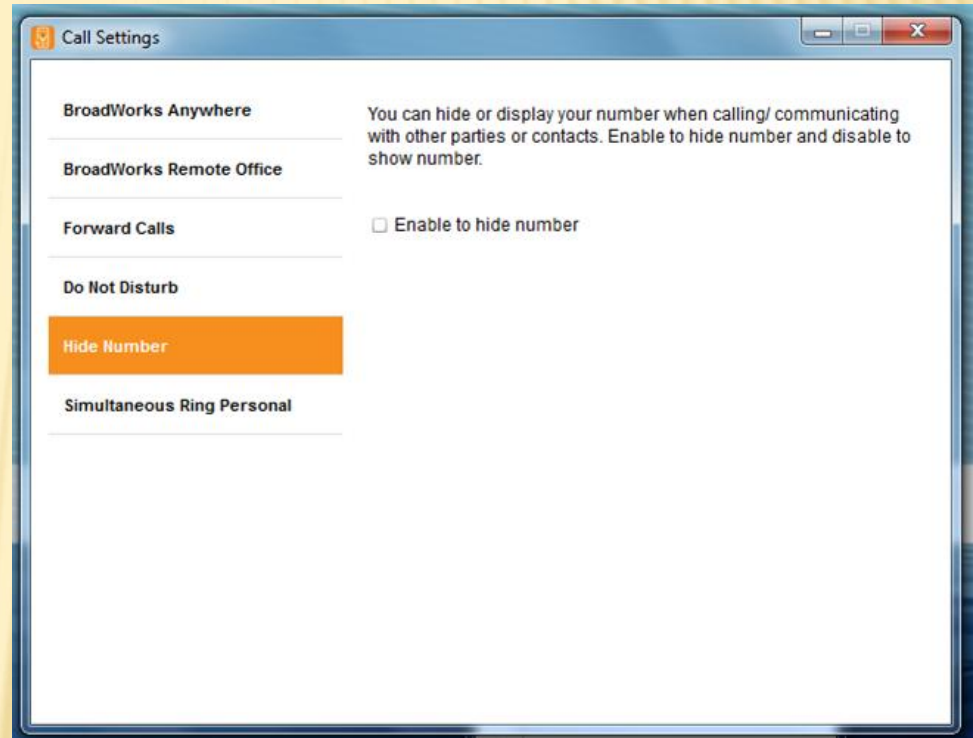 Call Settings
BroadWorks Anywhere
BroadWorks Remote Office
Forward Calls
Do Not Disturb
Hide Number
Simultaneous Ring Personal
You can hide or display your number when calling/ communicating
with other parties or contacts. Enable to hide number and disable to
show number.
Enable to hide number